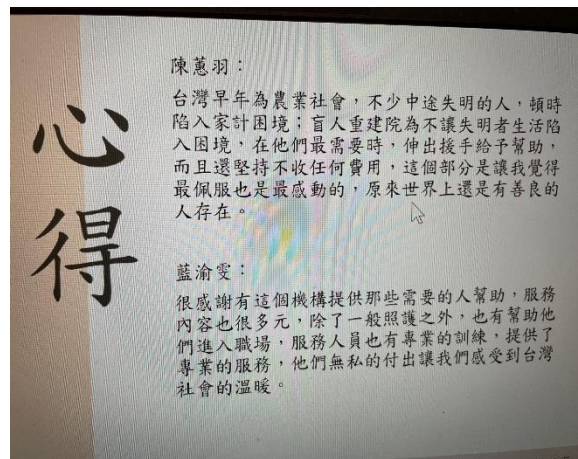 心得
陳蕙羽：
台灣早年為農業社會，不少中途失明的人，頓時
陷入家計困境；盲人重建院為不讓失明者生活陷
入困境，在他們最需要時，伸出援手給予幫助，
而且還堅持不收任何費用，這個部分是讓我覺得
最佩服也是最感動的，原來世界上還是有善良的
人存在。
藍渝雯：
很感謝有這個機構提供那些需要的人幫助，服務
內容也很多元，除了一般照護之外，也有幫助他
們進入職場，服務人員也有專業的訓練，提供了
專業的服務，他們無私的付出讓我們感受到台灣
社會的溫暖。